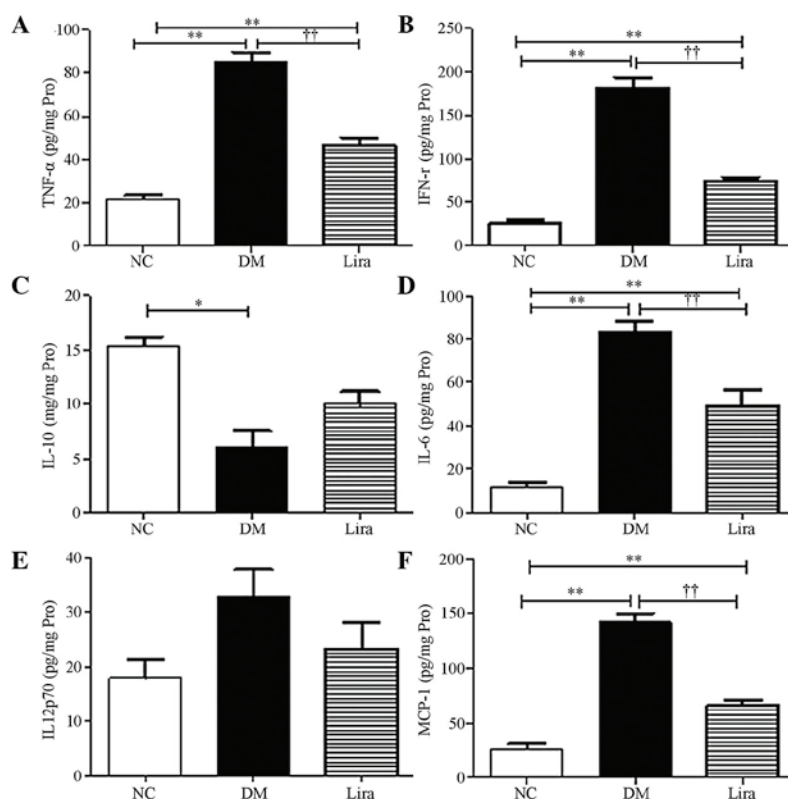 A
TNF-α (pg/mg Pro)
100
80
60
40
20
0
**
**
††
NC
DM
Lira
B
IFN-r (pg/mg Pro)
250
200
150
100
50
0
**
**
††
NC
DM
Lira
C
IL-10 (mg/mg Pro)
20
15
10
5
0
*
NC
DM
Lira
D
IL-6 (pg/mg Pro)
100
80
60
40
20
0
**
**
††
NC
DM
Lira
E
IL12p70 (pg/mg Pro)
40
30
20
10
0
NC
DM
Lira
F
MCP-1 (pg/mg Pro)
200
150
100
50
0
**
**
††
NC
DM
Lira